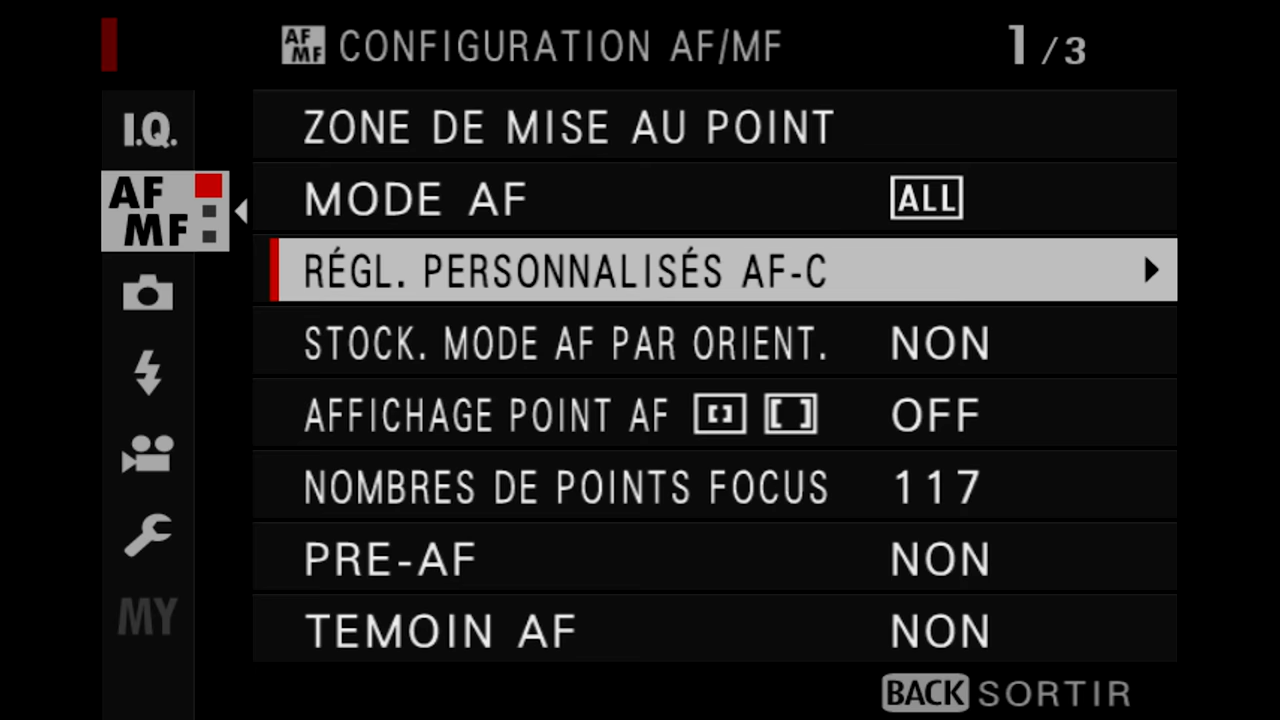 AF MF CONFIGURATION AF/MF 1/3
I.Q.
ZONE DE MISE AU POINT
AF MF
MODE AF ALL
RÉGL. PERSONNALISÉS AF-C
STOCK. MODE AF PAR ORIENT. NON
AFFICHAGE POINT AF OFF
NOMBRES DE POINTS FOCUS 117
PRE-AF NON
MY
TEMOIN AF NON
BACK SORTIR